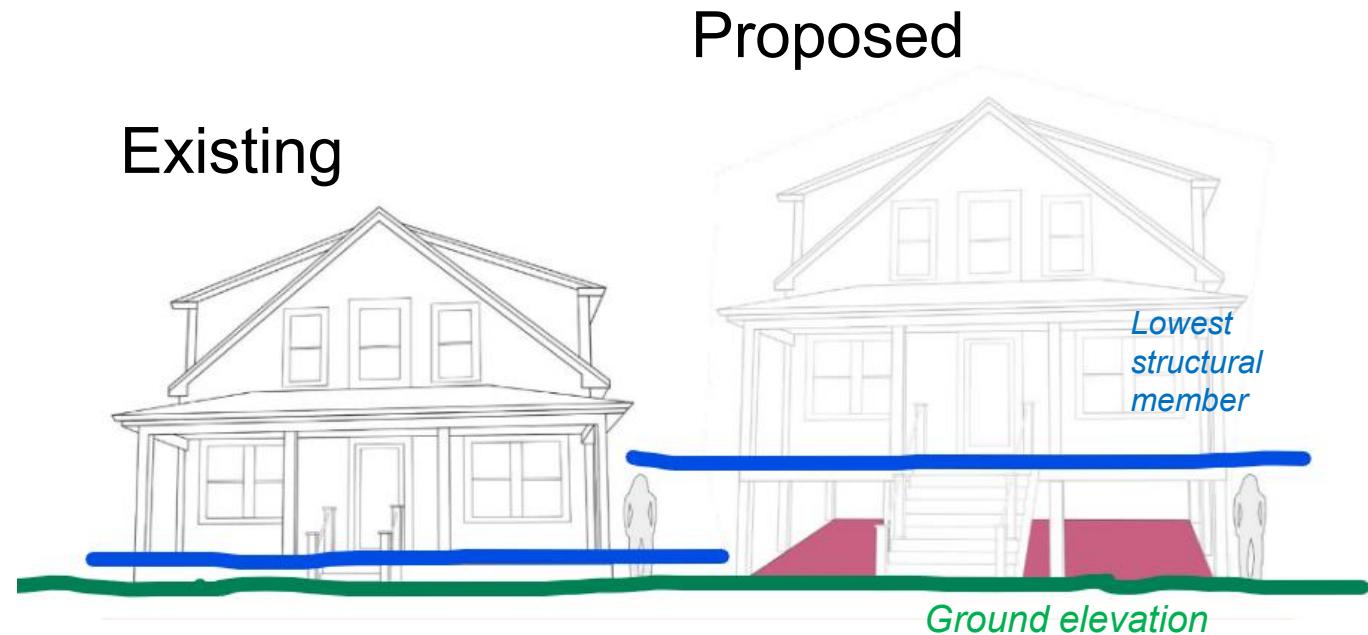 Proposed
Existing
Lowest
structural
member
Ground elevation